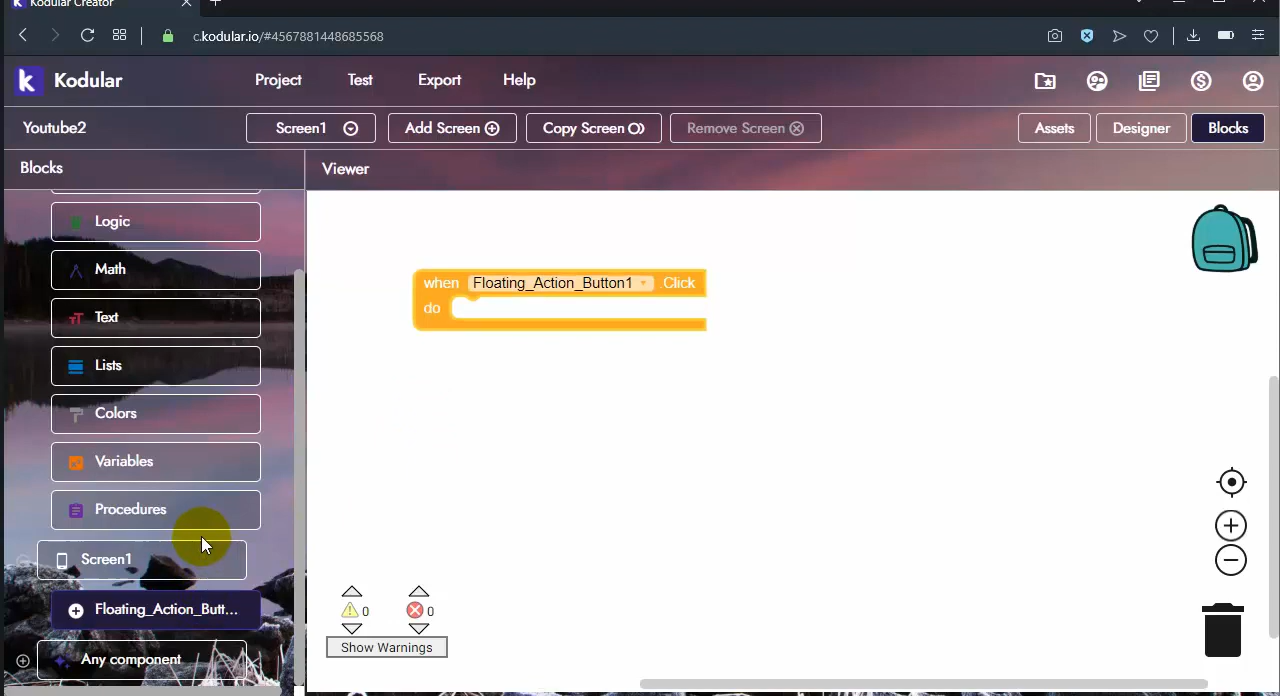 Kodular Creator
c.kodular.io/#4567881448685568
Kodular
Project
Test
Export
Help
Youtube2
Screen1
Add Screen
Copy Screen
Remove Screen
Assets
Designer
Blocks
Blocks
Viewer
Logic
Math
Text
Lists
Colors
Variables
Procedures
Screen1
Floating_Action_Butt...
Any component
when Floating_Action_Button1 .Click
do
0
0
Show Warnings